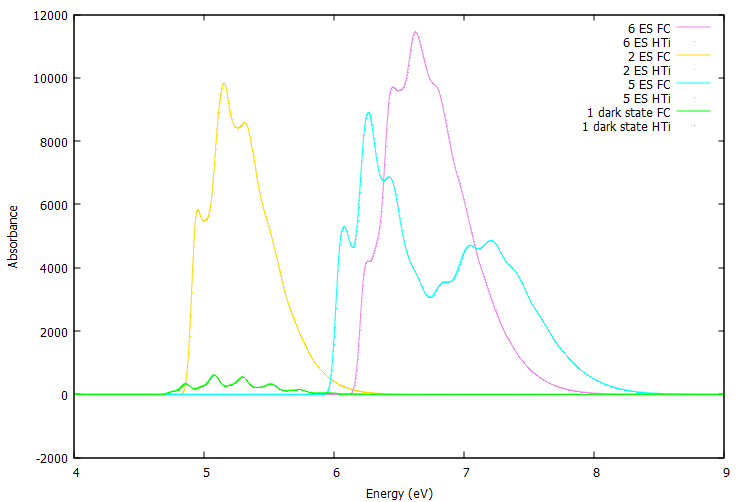 12000
10000
8000
6000
4000
2000
0
-2000
Absorbance
6 ES FC
6 ES HTi
2 ES FC
2 ES HTi
5 ES FC
5 ES HTi
1 dark state FC
1 dark state HTi
4 5 6 7 8 9
Energy (eV)